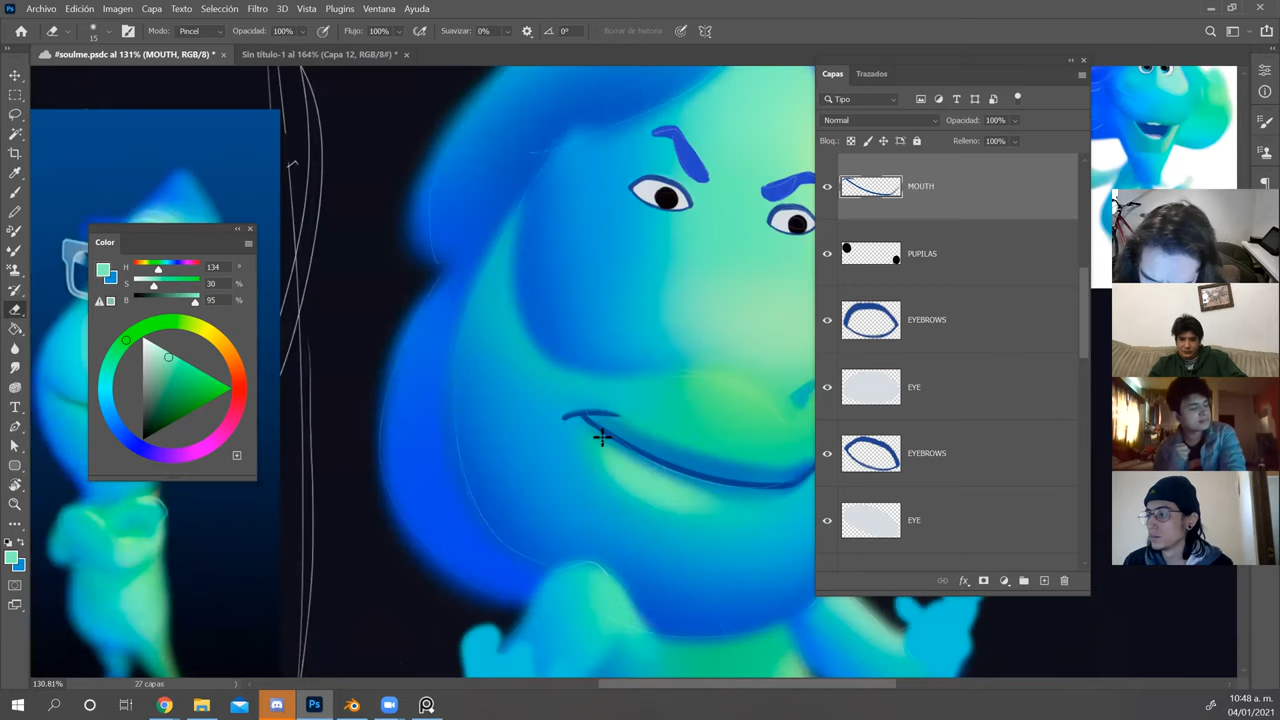 Archivo Edición Imagen Capa Texto Selección Filtro 3D Vista Plugins Ventana Ayuda
15 Modo: Pincel Opacidad: 100% Flujo: 100% Suavizar: 0% 0° Borrar de historia
#soulme.psdc al 131% (MOUTH, RGB/8) * × Sin título-1 al 164% (Capa 12, RGB/8#) * ×
Capas Trazados
Tipo
Normal Opacidad: 100%
Bloq.: Relleno: 100%
MOUTH
PUPILAS
EYEBROWS
EYE
EYEBROWS
EYE
Color
H 134 °
S 30 %
B 95 %
130.81% 27 capas
10:48 a. m.
04/01/2021